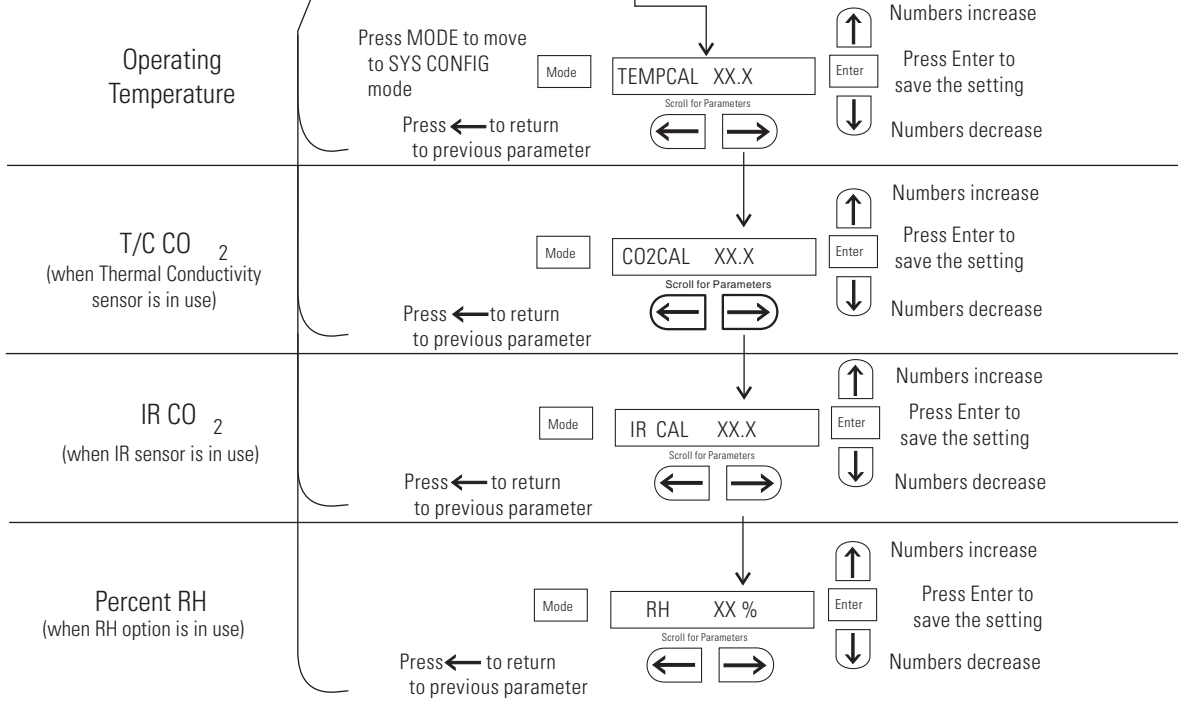 Operating
Temperature
Press MODE to move
to SYS CONFIG
mode
Press to return
to previous parameter
Mode
TEMPCAL XX.X
Scroll for Parameters
Numbers increase
Enter
Press Enter to
save the setting
Numbers decrease
T/C CO 2
(when Thermal Conductivity
sensor is in use)
Press to return
to previous parameter
Mode
CO2CAL XX.X
Scroll for Parameters
Numbers increase
Enter
Press Enter to
save the setting
Numbers decrease
IR CO 2
(when IR sensor is in use)
Press to return
to previous parameter
Mode
IR CAL XX.X
Scroll for Parameters
Numbers increase
Enter
Press Enter to
save the setting
Numbers decrease
Percent RH
(when RH option is in use)
Press to return
to previous parameter
Mode
RH XX %
Scroll for Parameters
Numbers increase
Enter
Press Enter to
save the setting
Numbers decrease